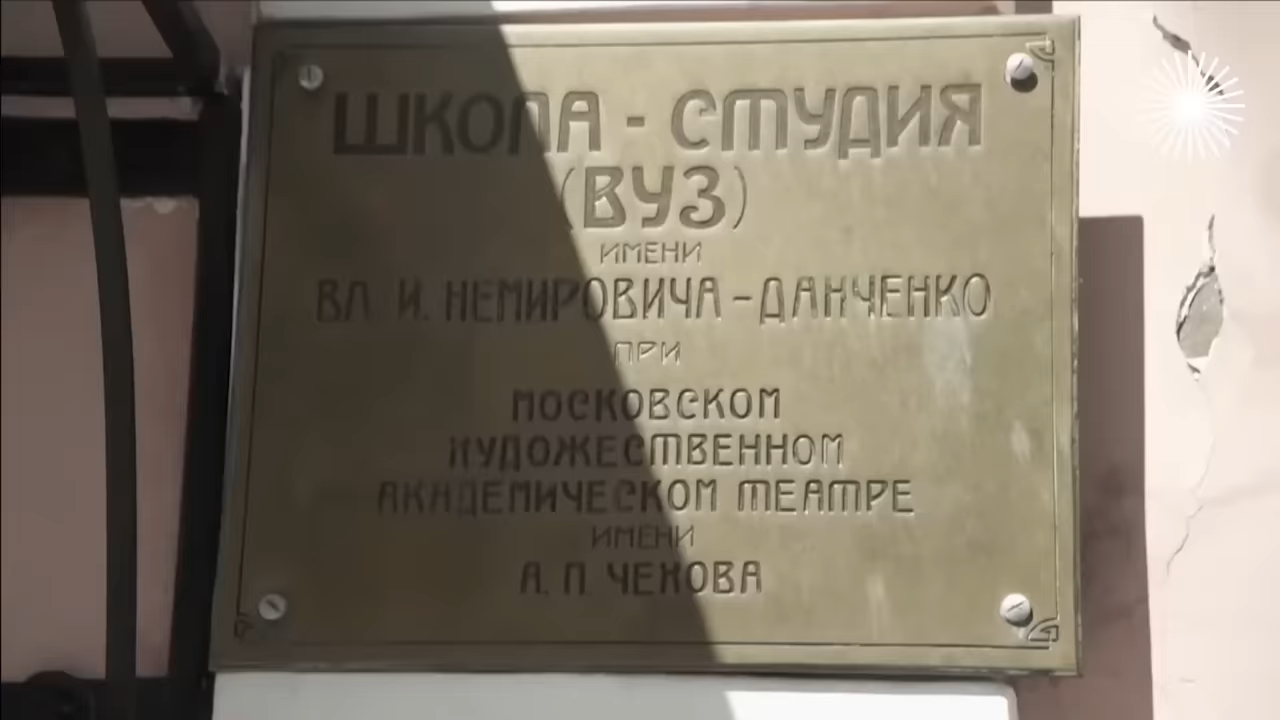 ШКОЛА - СТУДИЯ
(ВУЗ)
ИМЕНИ
ВЛ. И. НЕМИРОВИЧА - ДАНЧЕНКО
ПРИ
МОСКОВСКОМ
ХУДОЖЕСТВЕННОМ
АКАДЕМИЧЕСКОМ ТЕАТРЕ
ИМЕНИ
А. П. ЧЕХОВА